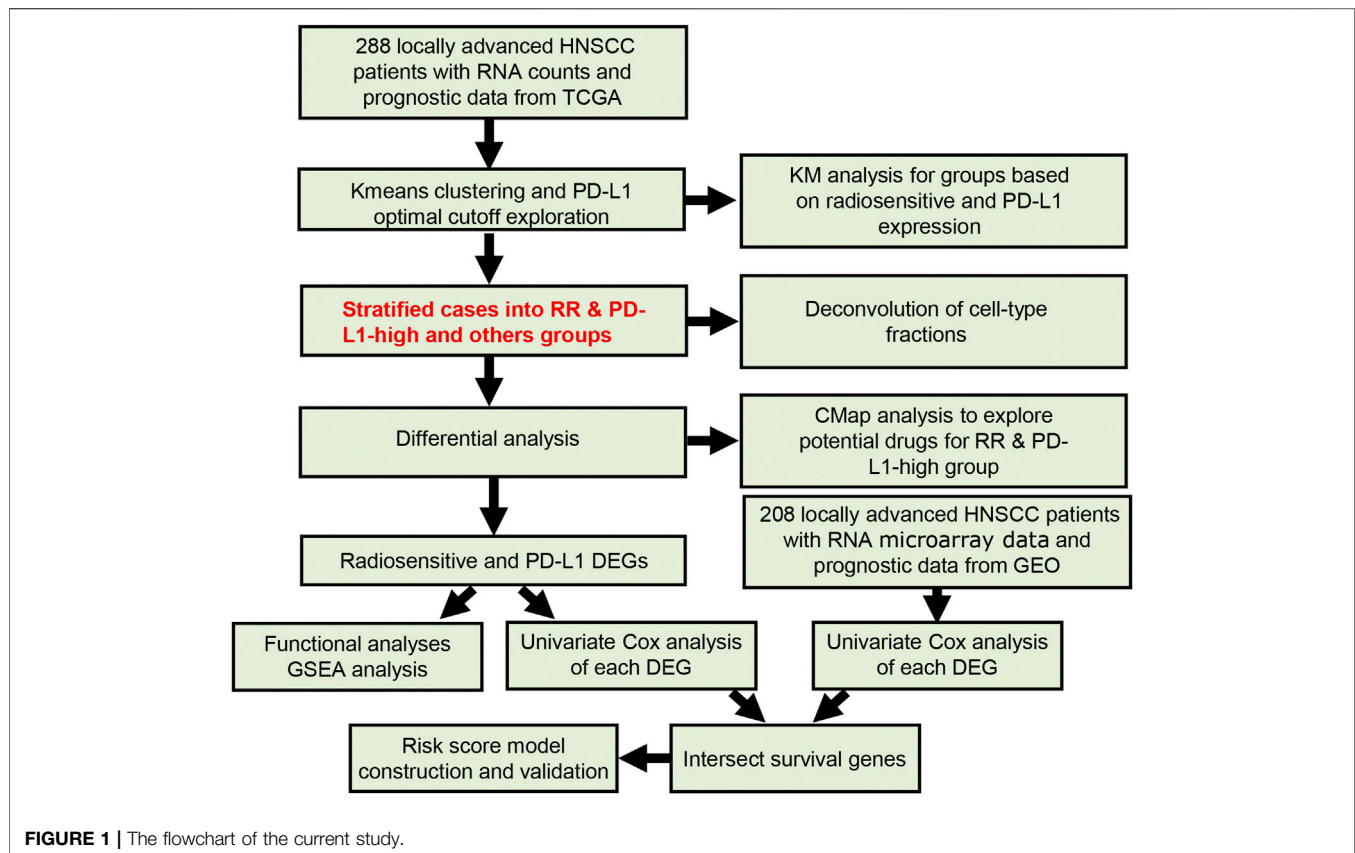 288 locally advanced HNSCC
patients with RNA counts and
prognostic data from TCGA
Kmeans clustering and PD-L1
optimal cutoff exploration
KM analysis for groups based
on radiosensitive and PD-L1
expression
Stratified cases into RR & PD-
L1-high and others groups
Deconvolution of cell-type
fractions
Differential analysis
CMap analysis to explore
potential drugs for RR & PD-
L1-high group
208 locally advanced HNSCC patients
with RNA microarray data and
prognostic data from GEO
Radiosensitive and PD-L1 DEGs
Functional analyses
GSEA analysis
Univariate Cox analysis
of each DEG
Univariate Cox analysis
of each DEG
Risk score model
construction and validation
Intersect survival genes
FIGURE 1 | The flowchart of the current study.